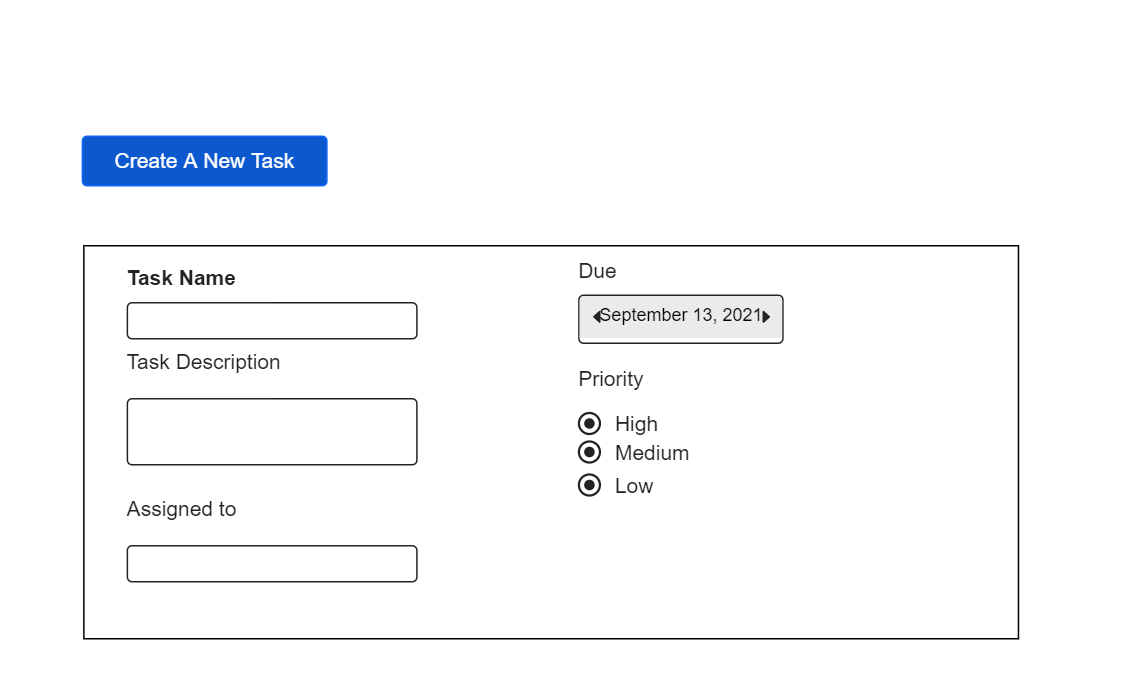 Create A New Task
Task Name
Task Description
Assigned to
Due
September 13, 2021
Priority
High
Medium
Low